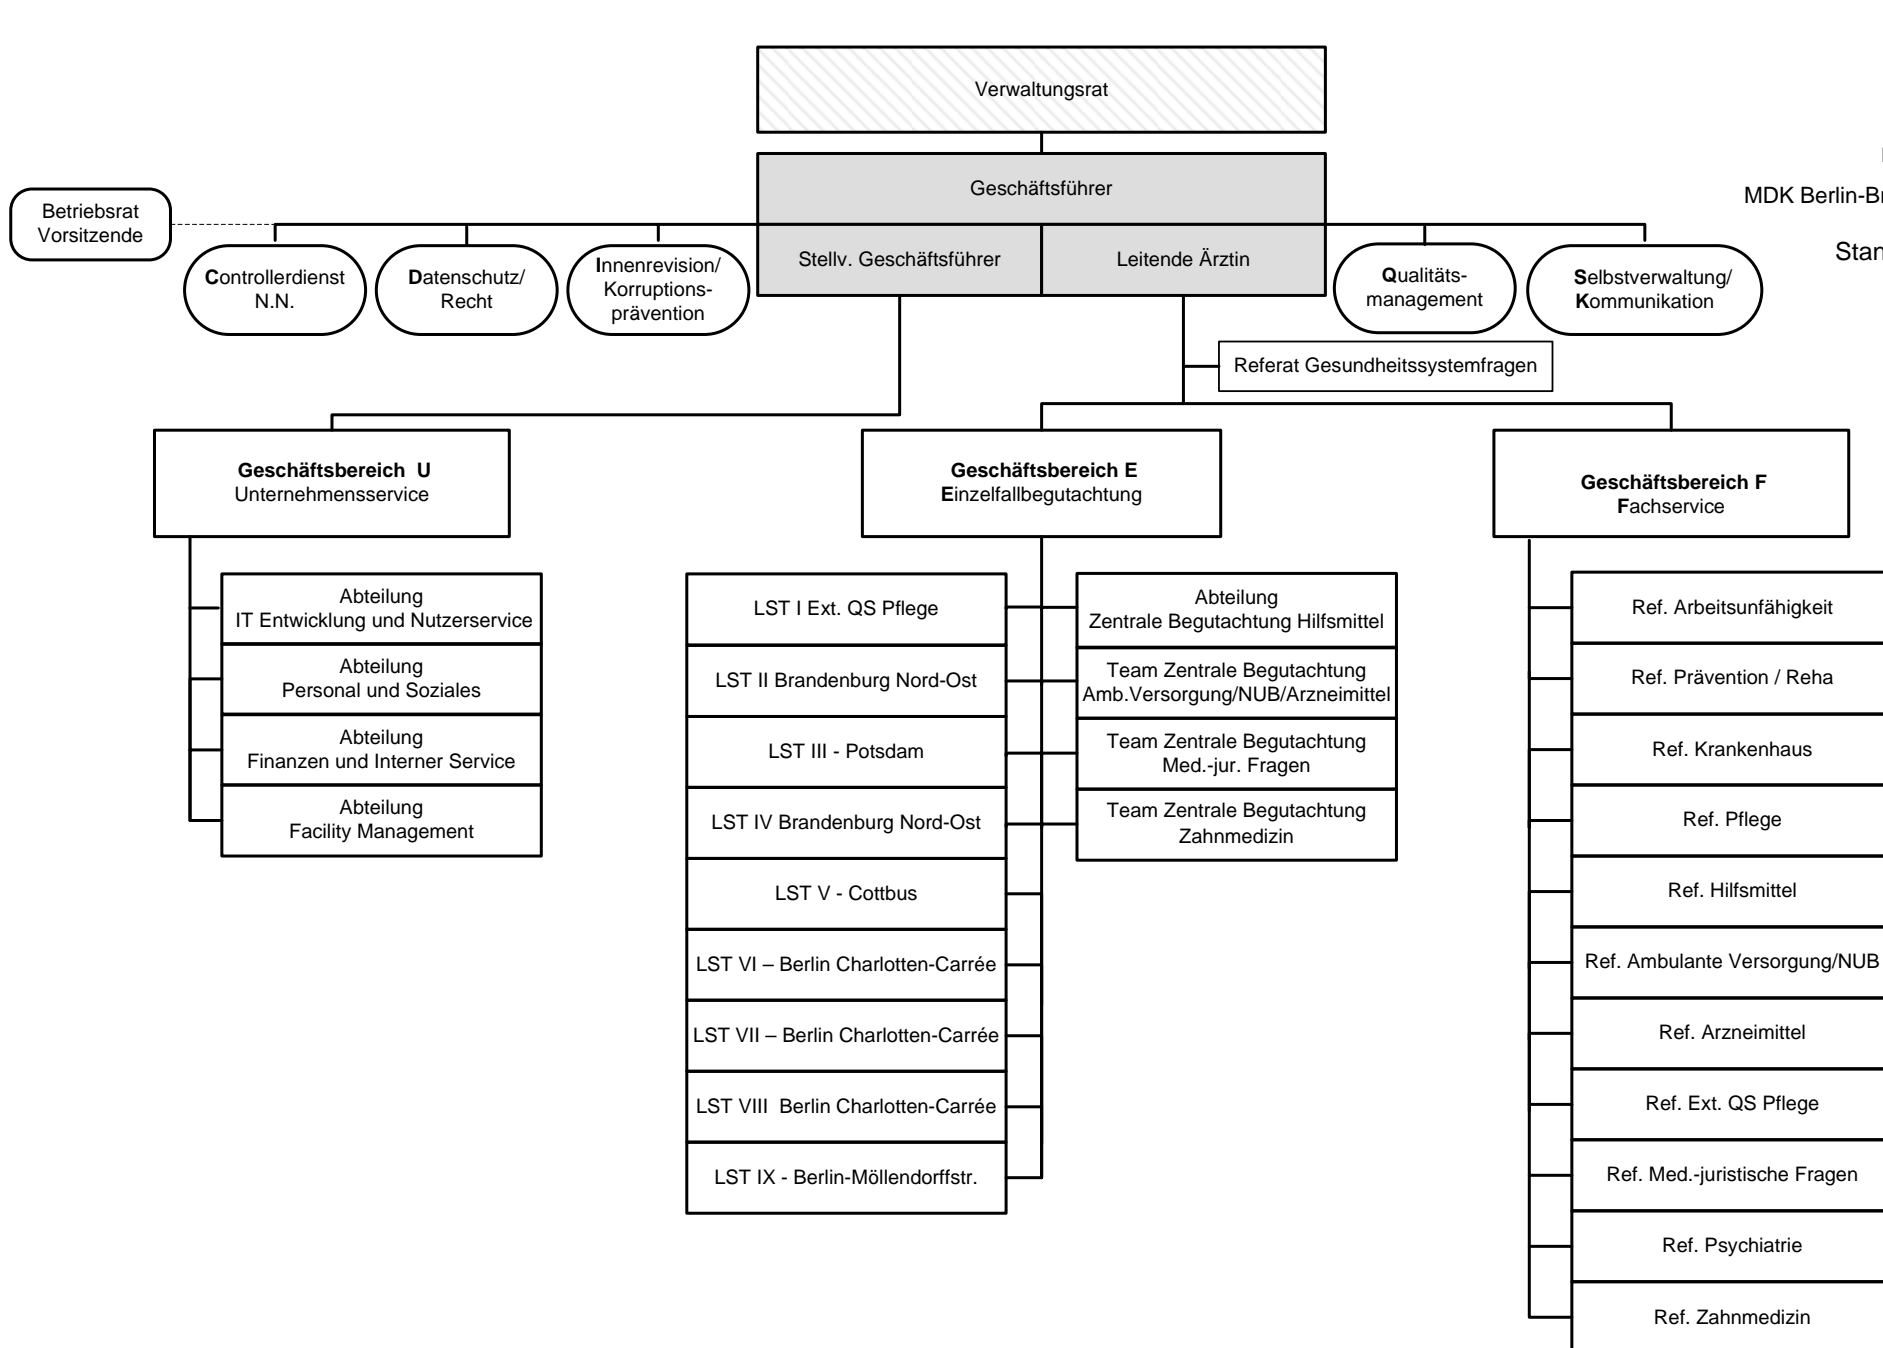 Verwaltungsrat
Geschäftsführer
MDK Berlin-Br
Stan
Betriebsrat
Vorsitzende
Stellv. Geschäftsführer
Leitende Ärztin
Controllerdienst
N.N.
Datenschutz/
Recht
Innenrevision/
Korruptions-
prävention
Qualitäts-
management
Selbstverwaltung/
Kommunikation
Referat Gesundheitssystemfragen
Geschäftsbereich U
Unternehmensservice
Abteilung
IT Entwicklung und Nutzerservice
Abteilung
Personal und Soziales
Abteilung
Finanzen und Interner Service
Abteilung
Facility Management
Geschäftsbereich E
Einzelfallbegutachtung
LST I Ext. QS Pflege
LST II Brandenburg Nord-Ost
LST III - Potsdam
LST IV Brandenburg Nord-Ost
LST V - Cottbus
LST VI – Berlin Charlotten-Carrée
LST VII – Berlin Charlotten-Carrée
LST VIII Berlin Charlotten-Carrée
LST IX - Berlin-Möllendorffstr.
Abteilung
Zentrale Begutachtung Hilfsmittel
Team Zentrale Begutachtung
Amb.Versorgung/NUB/Arzneimittel
Team Zentrale Begutachtung
Med.-jur. Fragen
Team Zentrale Begutachtung
Zahnmedizin
Geschäftsbereich F
Fachservice
Ref. Arbeitsunfähigkeit
Ref. Prävention / Reha
Ref. Krankenhaus
Ref. Pflege
Ref. Hilfsmittel
Ref. Ambulante Versorgung/NUB
Ref. Arzneimittel
Ref. Ext. QS Pflege
Ref. Med.-juristische Fragen
Ref. Psychiatrie
Ref. Zahnmedizin